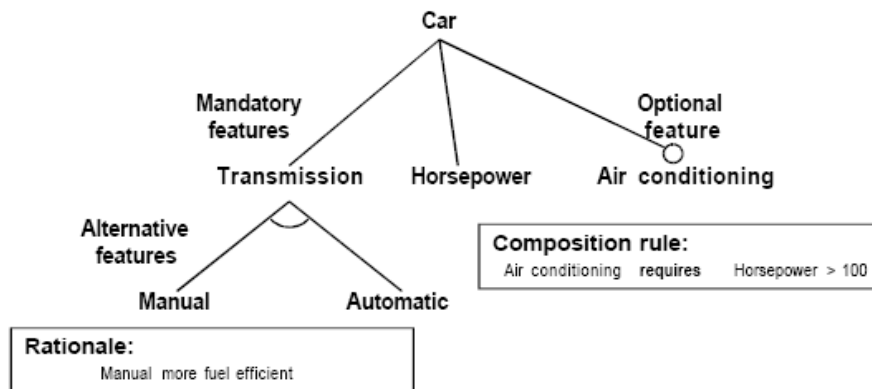 Car
Mandatory
features
Optional
feature
Transmission
Horsepower
Air conditioning
Alternative
features
Composition rule:
Air conditioning requires Horsepower > 100
Manual
Automatic
Rationale:
Manual more fuel efficient